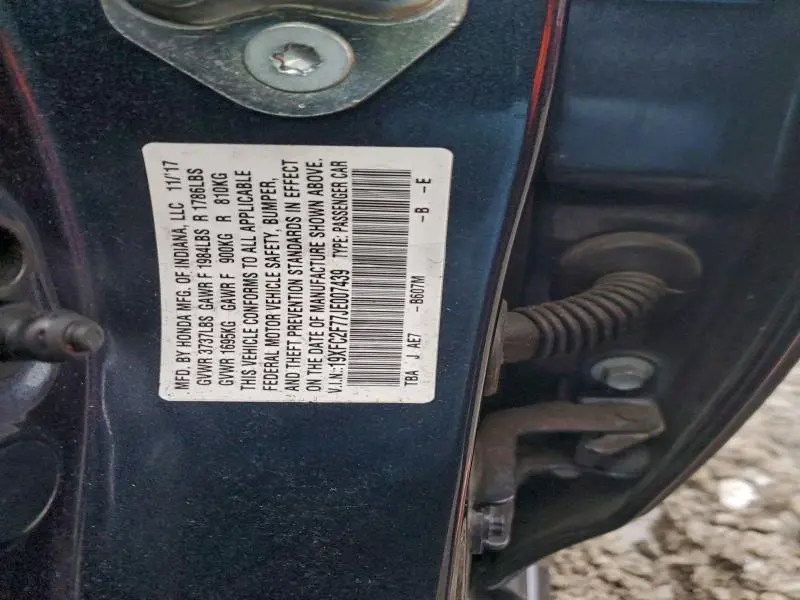 MFD. BY HONDA MFG. OF INDIANA, LLC 11/17
GVWR 3737LBS GAWR F 1984LBS R 1786LBS
GVWR 1695KG GAWR F 900KG R 810KG
THIS VEHICLE CONFORMS TO ALL APPLICABLE
FEDERAL MOTOR VEHICLE SAFETY, BUMPER,
AND THEFT PREVENTION STANDARDS IN EFFECT
ON THE DATE OF MANUFACTURE SHOWN ABOVE.
V.I.N.:19XFC2F77JE007439 TYPE: PASSENGER CAR
TBA J AE7 -B607M -B -E